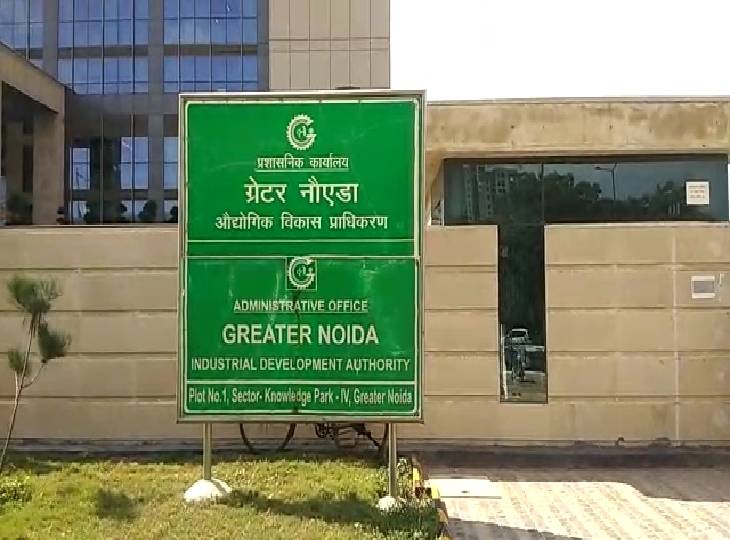 प्रशासनिक कार्यालय
ग्रेटर नौएडा
औद्योगिक विकास प्राधिकरण
ADMINISTRATIVE OFFICE
GREATER NOIDA
INDUSTRIAL DEVELOPMENT AUTHORITY
Plot No.1, Sector- Knowledge Park - IV, Greater Noida